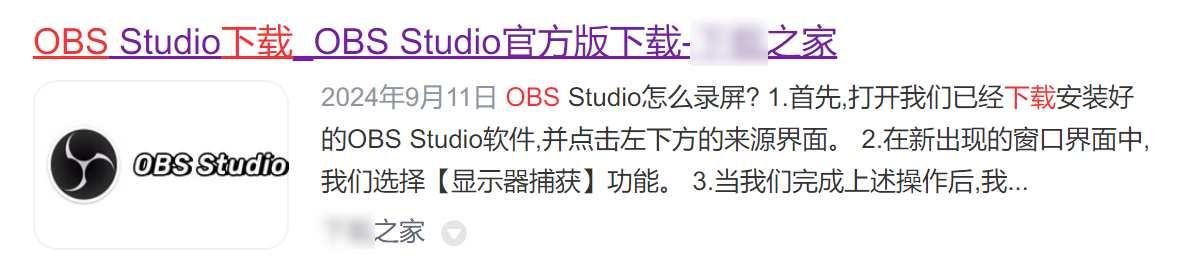 OBS Studio下载_OBS Studio官方版下载-之家
OBS Studio
2024年9月11日 OBS Studio怎么录屏? 1.首先,打开我们已经下载安装好
的OBS Studio软件,并点击左下方的来源界面。 2.在新出现的窗口界面中,
我们选择【显示器捕获】功能。 3.当我们完成上述操作后,我...
之家